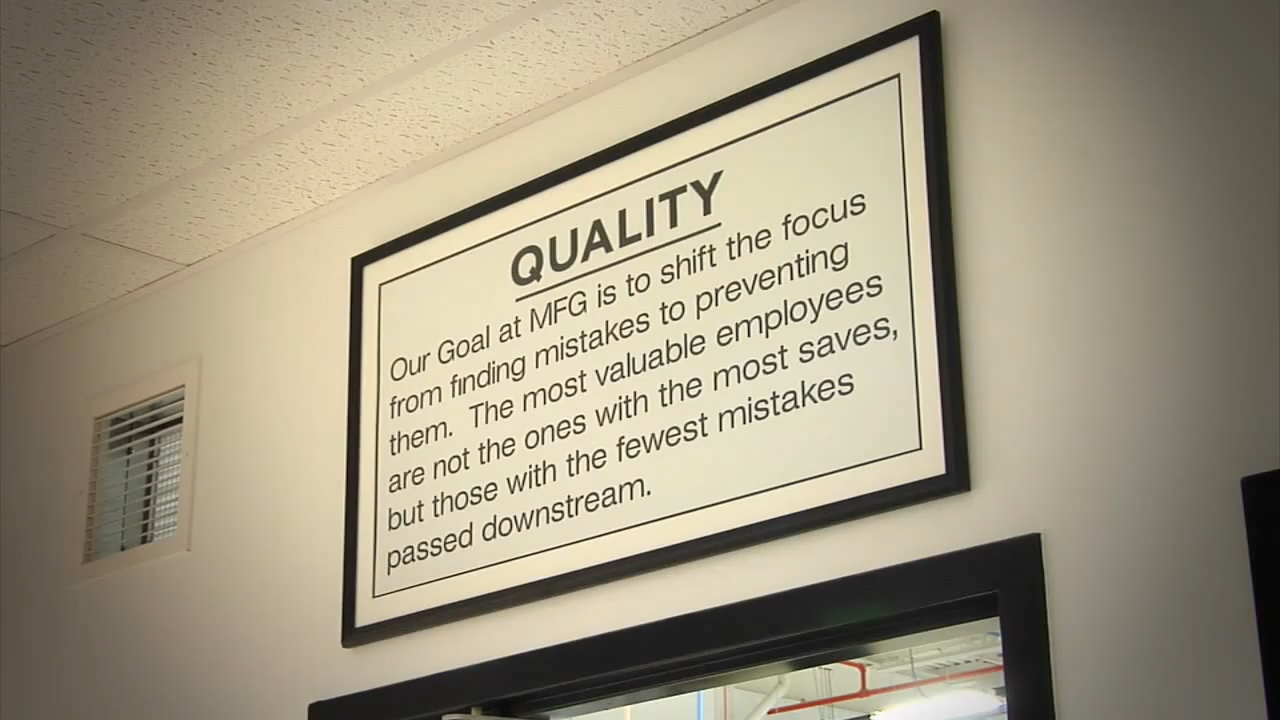 QUALITY
Our Goal at MFG is to shift the focus
from finding mistakes to preventing
them. The most valuable employees
are not the ones with the most saves,
but those with the fewest mistakes
passed downstream.